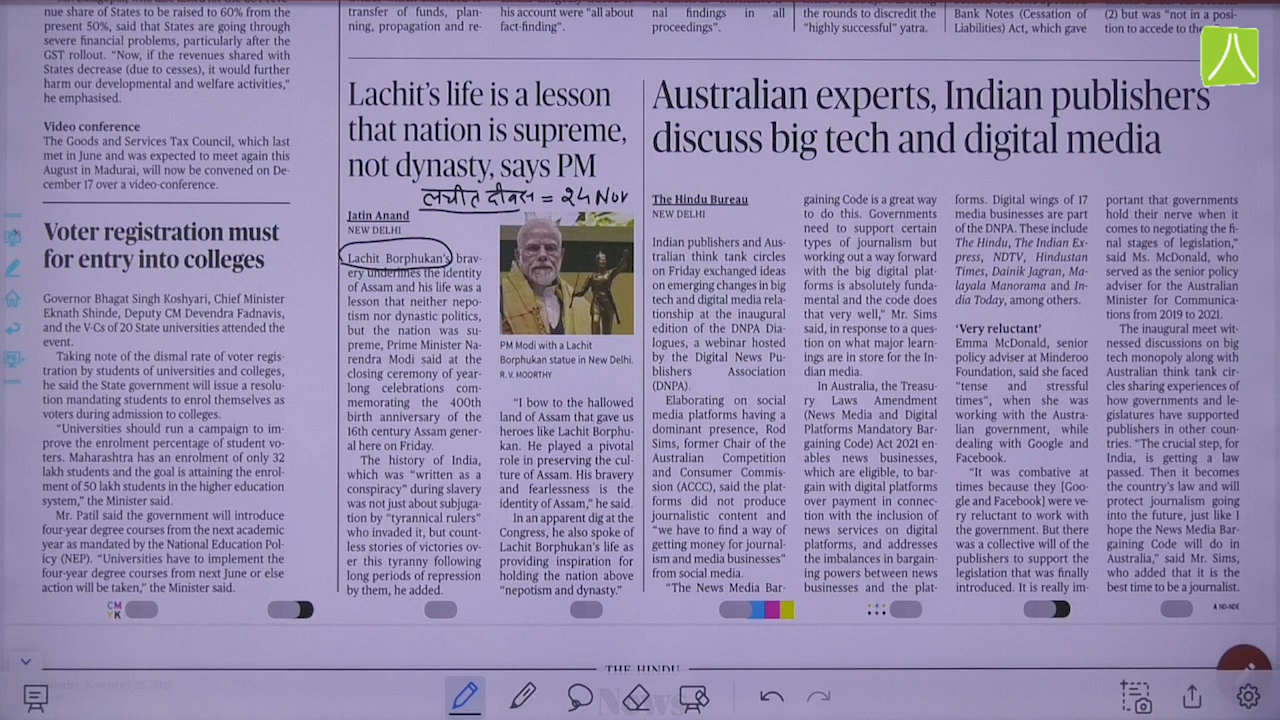 nue share of States to be raised to 60% from the
present 50%, said that States are going through
severe financial problems, particularly after the
GST rollout. “Now, if the revenues shared with
States decrease (due to cesses), it would further
harm our developmental and welfare activities,”
he emphasised.
Video conference
The Goods and Services Tax Council, which last
met in June and was expected to meet again this
August in Madurai, will now be convened on De-
cember 17 over a video-conference.
Voter registration must
for entry into colleges
Governor Bhagat Singh Koshyari, Chief Minister
Eknath Shinde, Deputy CM Devendra Fadnavis,
and the V-Cs of 20 State universities attended the
event.
Taking note of the dismal rate of voter regis-
tration by students of universities and colleges,
he said the State government will issue a resolu-
tion mandating students to enrol themselves as
voters during admission to colleges.
“Universities should run a campaign to im-
prove the enrolment percentage of student vo-
ters. Maharashtra has an enrolment of only 32
lakh students and the goal is attaining the enrol-
ment of 50 lakh students in the higher education
system,” the Minister said.
Mr. Patil said the government will introduce
four-year degree courses from the next academic
year as mandated by the National Education Pol-
icy (NEP). “Universities have to implement the
four-year degree courses from next June or else
action will be taken,” the Minister said.
transfer of funds, plan-
ning, propagation and re-
his account were “all about
fact-finding”.
nal findings in all
proceedings”.
the rounds to discredit the
“highly successful” yatra.
Bank Notes (Cessation of
Liabilities) Act, which gave
(2) but was “not in a posi-
tion to accede to the
Lachit’s life is a lesson
that nation is supreme,
not dynasty, says PM
लचीत दीवस = 24 Nov
Jatin Anand
NEW DELHI
Lachit Borphukan’s brav-
ery underlines the identity
of Assam and his life was a
lesson that neither nepo-
tism nor dynastic politics,
but the nation was su-
preme, Prime Minister Na-
rendra Modi said at the
closing ceremony of year-
long celebrations com-
memorating the 400th
birth anniversary of the
16th century Assam gener-
al here on Friday.
The history of India,
which was “written as a
conspiracy” during slavery
was not just about subjuga-
tion by “tyrannical rulers”
who invaded it, but count-
less stories of victories ov-
er this tyranny following
long periods of repression
by them, he added.
PM Modi with a Lachit
Borphukan statue in New Delhi.
R. V. MOORTHY
“I bow to the hallowed
land of Assam that gave us
heroes like Lachit Borphu-
kan. He played a pivotal
role in preserving the cul-
ture of Assam. His bravery
and fearlessness is the
identity of Assam,” he said.
In an apparent dig at the
Congress, he also spoke of
Lachit Borphukan’s life as
providing inspiration for
holding the nation above
“nepotism and dynasty.”
Australian experts, Indian publishers
discuss big tech and digital media
The Hindu Bureau
NEW DELHI
Indian publishers and Aus-
tralian think tank circles
on Friday exchanged ideas
on emerging changes in big
tech and digital media rela-
tionship at the inaugural
edition of the DNPA Dia-
logues, a webinar hosted
by the Digital News Pu-
blishers Association
(DNPA).
Elaborating on social
media platforms having a
dominant presence, Rod
Sims, former Chair of the
Australian Competition
and Consumer Commis-
sion (ACCC), said the plat-
forms did not produce
journalistic content and
“we have to find a way of
getting money for journal-
ism and media businesses”
from social media.
“The News Media Bar-
gaining Code is a great way
to do this. Governments
need to support certain
types of journalism but
working out a way forward
with the big digital plat-
forms is absolutely funda-
mental and the code does
that very well,” Mr. Sims
said, in response to a ques-
tion on what major learn-
ings are in store for the In-
dian media.
In Australia, the Treasu-
ry Laws Amendment
(News Media and Digital
Platforms Mandatory Bar-
gaining Code) Act 2021 en-
ables news businesses,
which are eligible, to bar-
gain with digital platforms
over payment in connec-
tion with the inclusion of
news services on digital
platforms, and addresses
the imbalances in bargain-
ing powers between news
businesses and the plat-
forms. Digital wings of 17
media businesses are part
of the DNPA. These include
The Hindu, The Indian Ex-
press, NDTV, Hindustan
Times, Dainik Jagran, Ma-
layala Manorama and In-
dia Today, among others.
‘Very reluctant’
Emma McDonald, senior
policy adviser at Minderoo
Foundation, said she faced
“tense and stressful
times”, when she was
working with the Austra-
lian government, while
dealing with Google and
Facebook.
“It was combative at
times because they [Goo-
gle and Facebook] were ve-
ry reluctant to work with
the government. But there
was a collective will of the
publishers to support the
legislation that was finally
introduced. It is really im-
portant that governments
hold their nerve when it
comes to negotiating the fi-
nal stages of legislation,”
said Ms. McDonald, who
served as the senior policy
adviser for the Australian
Minister for Communica-
tions from 2019 to 2021.
The inaugural meet wit-
nessed discussions on big
tech monopoly along with
Australian think tank cir-
cles sharing experiences of
how governments and le-
gislatures have supported
publishers in other coun-
tries. “The crucial step, for
India, is getting a law
passed. Then it becomes
the country’s law and will
protect journalism going
into the future, just like I
hope the News Media Bar-
gaining Code will do in
Australia,” said Mr. Sims,
who added that it is the
best time to be a journalist.
CM
YK
A ND-NDE
THE HINDU
News